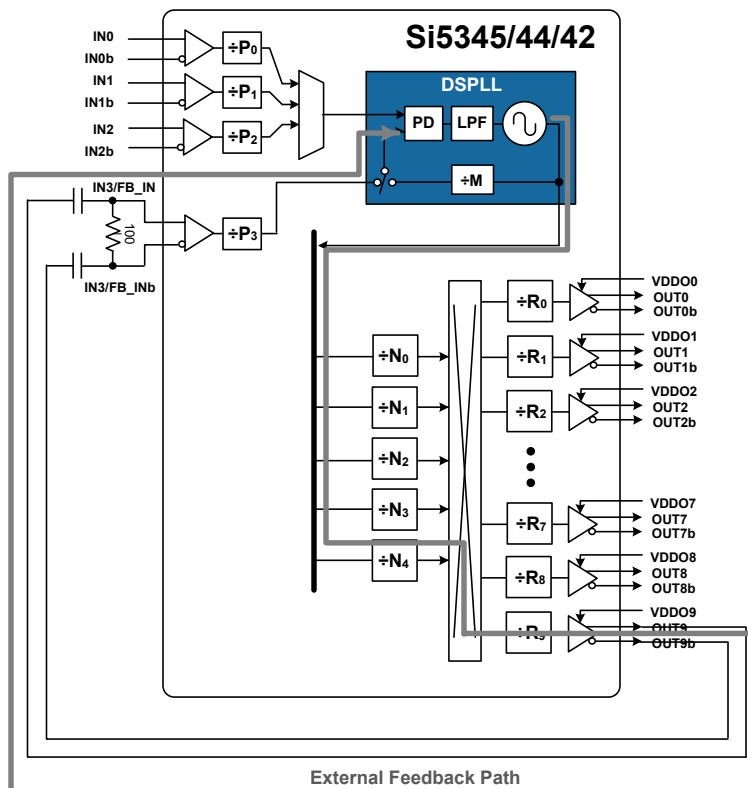 Si5345/44/42
IN0
IN0b
÷P0
IN1
IN1b
÷P1
IN2
IN2b
÷P2
DSPLL
PD
LPF
÷M
IN3/FB_IN
100
IN3/FB_INb
÷P3
÷N0
÷N1
÷N2
÷N3
÷N4
÷R0
VDDO0
OUT0
OUT0b
÷R1
VDDO1
OUT1
OUT1b
÷R2
VDDO2
OUT2
OUT2b
÷R7
VDDO7
OUT7
OUT7b
÷R8
VDDO8
OUT8
OUT8b
÷R9
VDDO9
OUT9
OUT9b
External Feedback Path